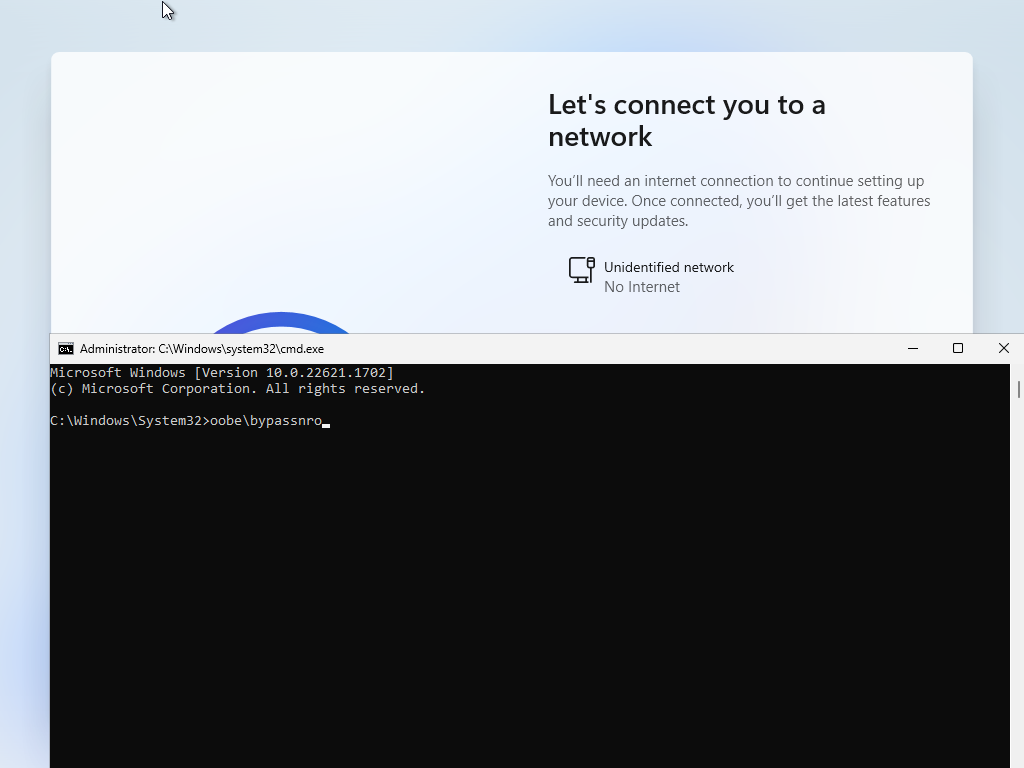 Let's connect you to a
network
You’ll need an internet connection to continue setting up
your device. Once connected, you’ll get the latest features
and security updates.
Unidentified network
No Internet
Administrator: C:\Windows\system32\cmd.exe
Microsoft Windows [Version 10.0.22621.1702]
(c) Microsoft Corporation. All rights reserved.
C:\Windows\System32>oobe\bypassnro